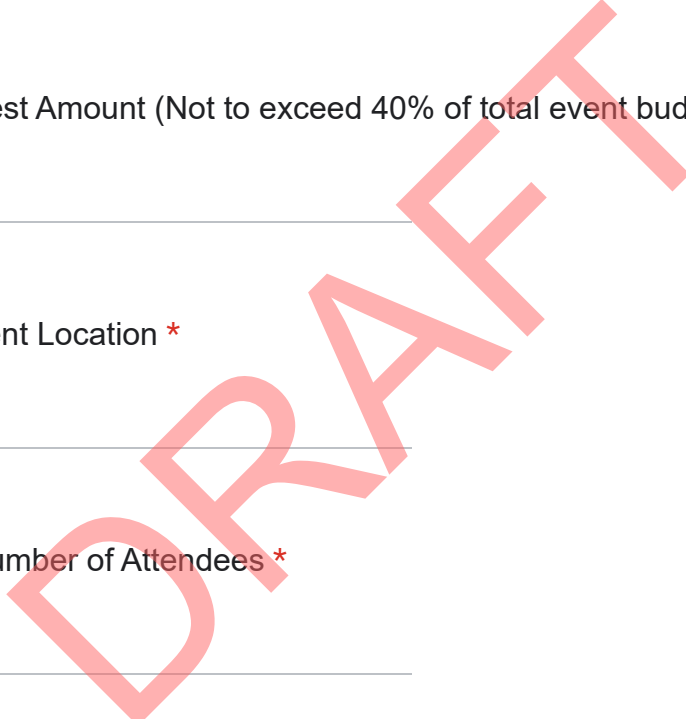 est Amount (Not to exceed 40% of total event bud
nt Location *
umber of Attendees *
DRAFT